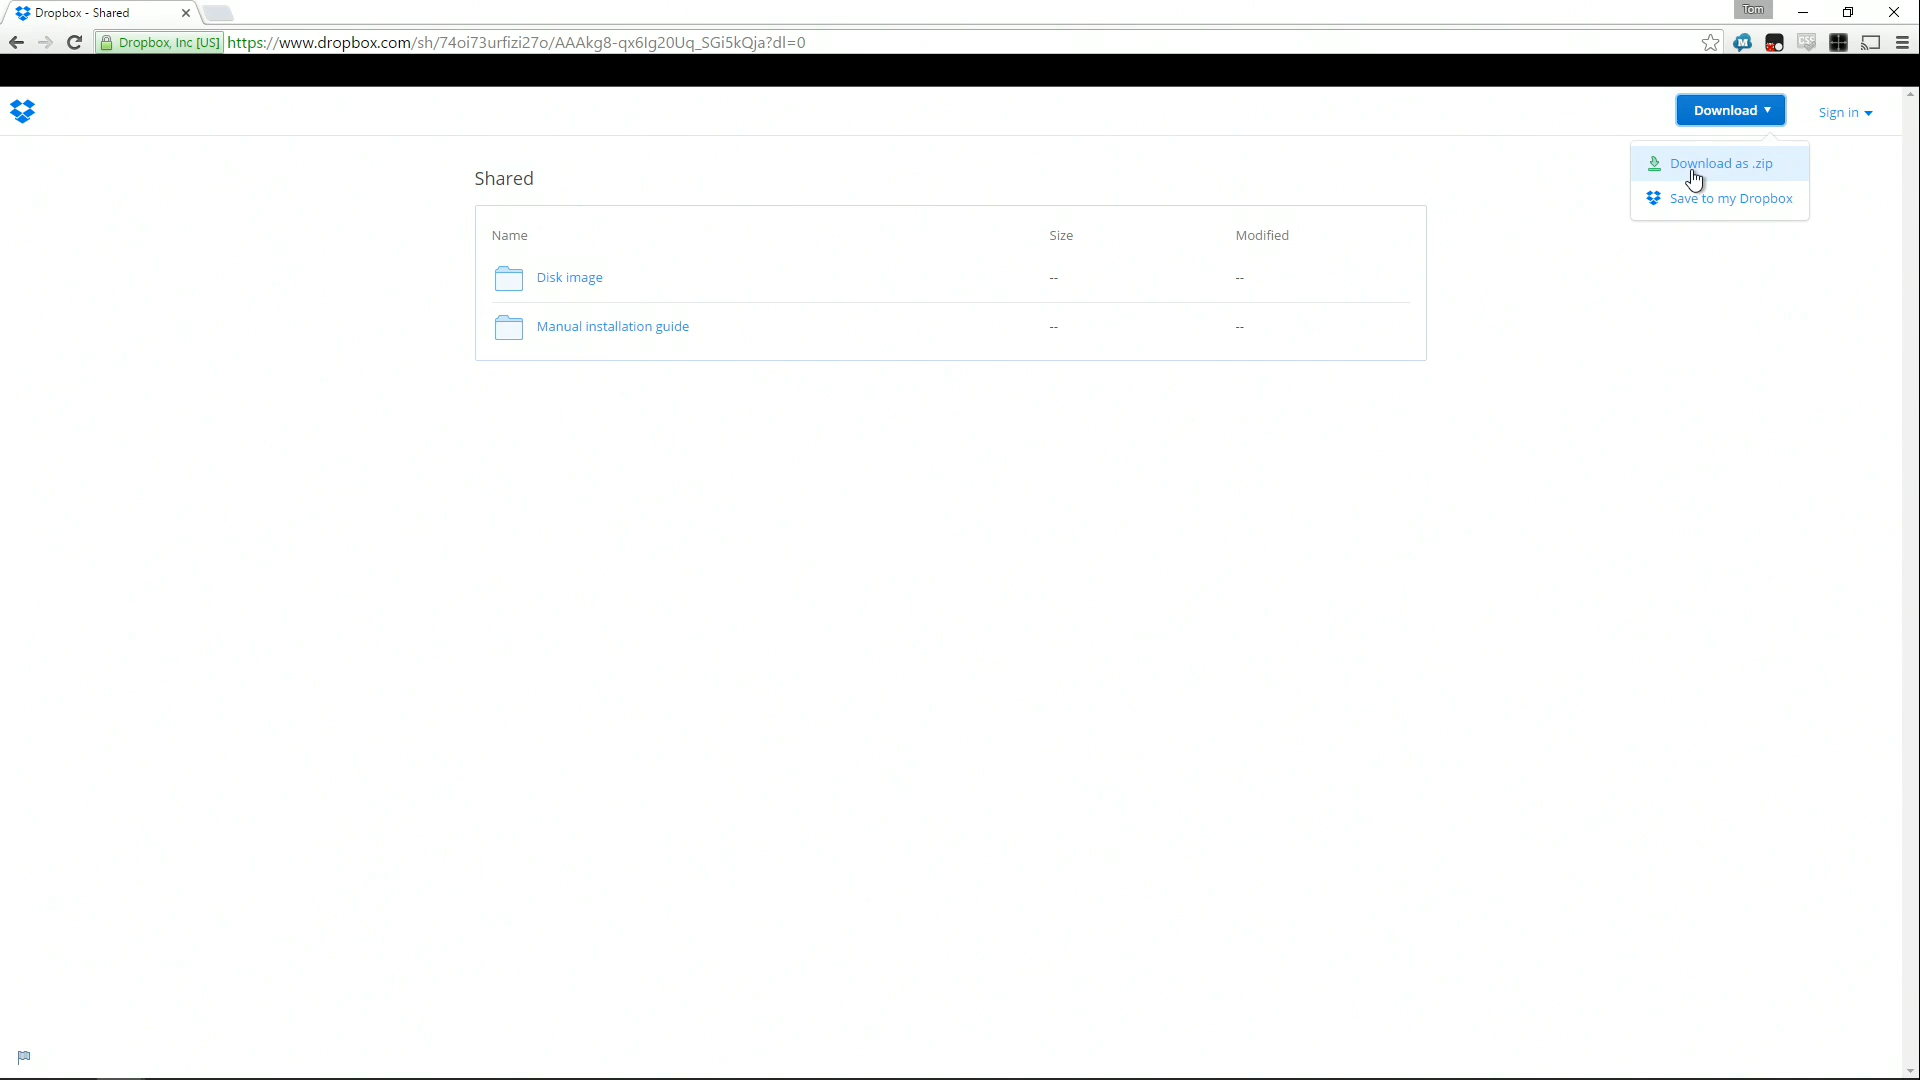 Dropbox - Shared
Tom
Dropbox, Inc [US] https://www.dropbox.com/sh/74oi73urfizi27o/AAAkg8-qx6lg20Uq_SGi5kQja?dl=0
Download
Sign in
Download as .zip
Save to my Dropbox
Shared
Name Size Modified
Disk image -- --
Manual installation guide -- --